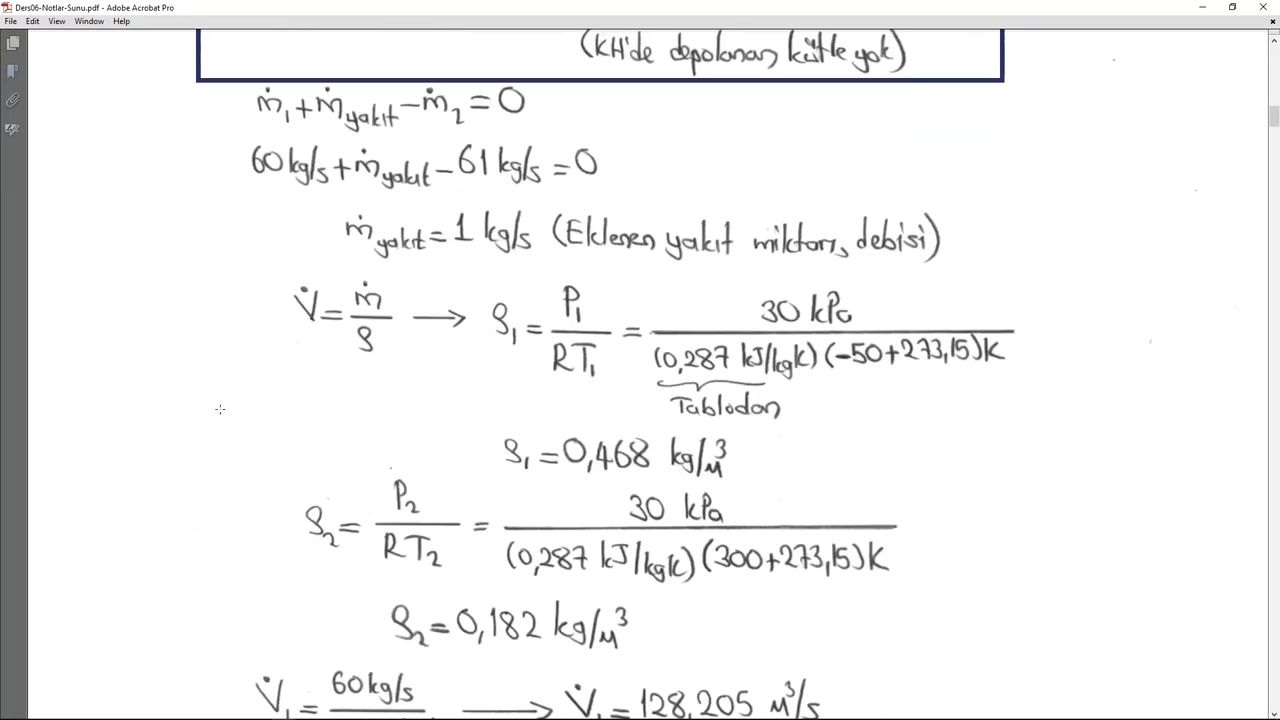 Ders06-Notlar-Sunu.pdf - Adobe Acrobat Pro
File Edit View Window Help
(KH'de depolanan kütle yok)
ṁ₁ + ṁyakıt − ṁ₂ = 0
60 kg/s + ṁyakıt − 61 kg/s = 0
ṁyakıt = 1 kg/s (Eklenen yakıt miktarı, debisi)
V̇ = ṁ/ρ → ρ₁ = P₁/RT₁ = 30 kPa/(0,287 kJ/kgK)(-50+273,15)K
Tablodan
ρ₁ = 0,468 kg/m³
ρ₂ = P₂/RT₂ = 30 kPa/(0,287 kJ/kgK)(300+273,15)K
ρ₂ = 0,182 kg/m³
V̇₁ = 60 kg/s → V̇₁ = 128,205 m³/s